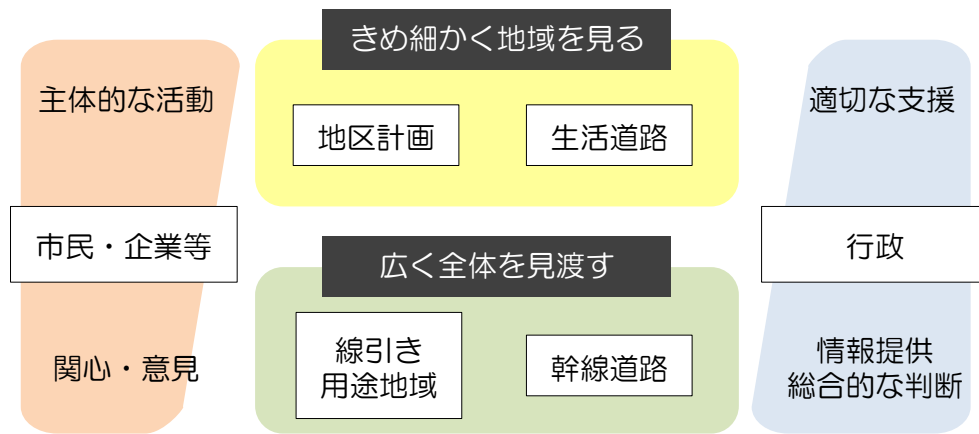 きめ細かく地域を見る
主体的な活動
地区計画
生活道路
適切な支援
市民・企業等
広く全体を見渡す
行政
関心・意見
線引き
用途地域
幹線道路
情報提供
総合的な判断